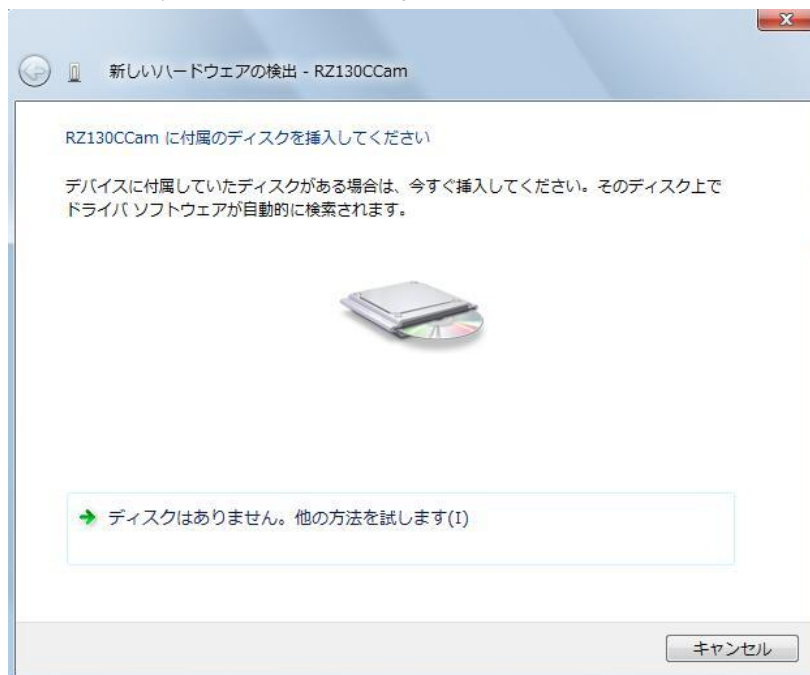 新しいハードウェアの検出 - RZ130CCam
RZ130CCam に付属のディスクを挿入してください
デバイスに付属していたディスクがある場合は、今すぐ挿入してください。そのディスク上で
ドライバ ソフトウェアが自動的に検索されます。
ディスクはありません。他の方法を試します(I)
キャンセル